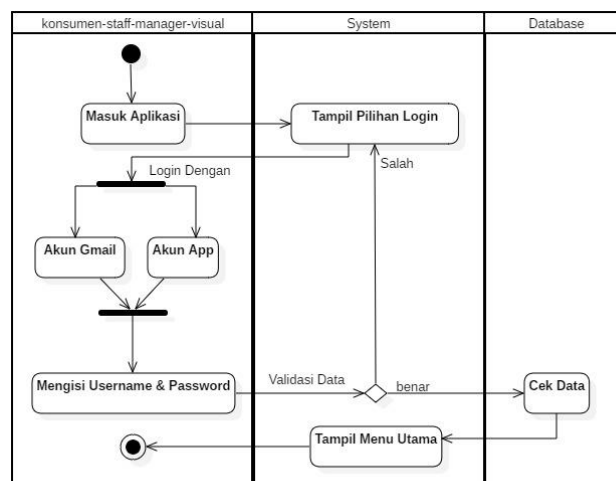 konsumen-staff-manager-visual
System
Database
Masuk Aplikasi
Tampil Pilihan Login
Login Dengan
Salah
Akun Gmail
Akun App
Mengisi Username & Password
Validasi Data
benar
Cek Data
Tampil Menu Utama